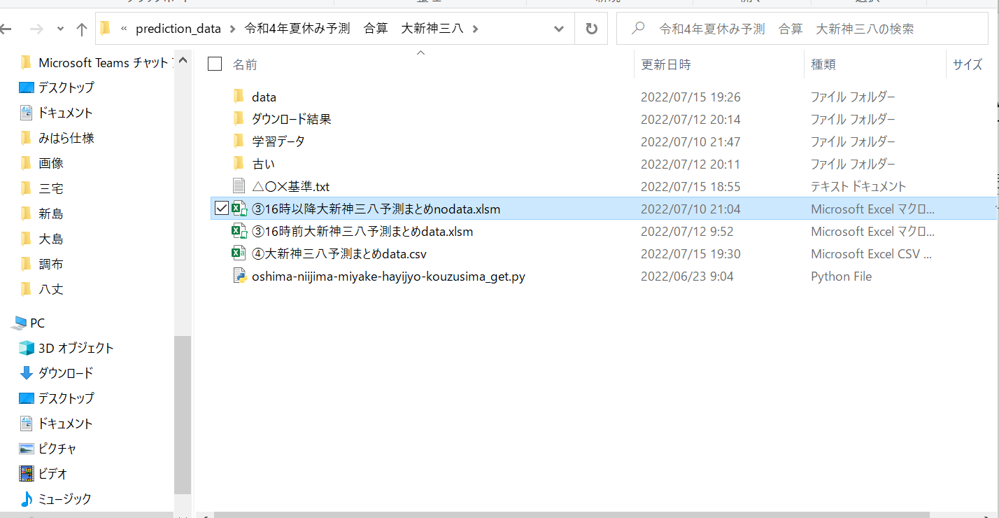 prediction_data > 令和4年夏休み予測 合算 大新神三八 >
令和4年夏休み予測 合算 大新神三八の検索
Microsoft Teams チャット
デスクトップ
ドキュメント
みはら仕様
画像
三宅
新島
大島
調布
八丈
PC
3D オブジェクト
ダウンロード
デスクトップ
ドキュメント
ピクチャ
ビデオ
ミュージック
名前 更新日時 種類 サイズ
data 2022/07/15 19:26 ファイル フォルダー
ダウンロード結果 2022/07/12 20:14 ファイル フォルダー
学習データ 2022/07/10 21:47 ファイル フォルダー
古い 2022/07/12 20:11 ファイル フォルダー
△〇✕基準.txt 2022/07/15 18:55 テキスト ドキュメント
③16時以降大新神三八予測まとめnodata.xlsm 2022/07/10 21:04 Microsoft Excel マクロ...
③16時前大新神三八予測まとめdata.xlsm 2022/07/12 9:52 Microsoft Excel マクロ...
④大新神三八予測まとめdata.csv 2022/07/15 19:30 Microsoft Excel CSV ...
oshima-niijima-miyake-hayijyo-kouzusima_get.py 2022/06/23 9:04 Python File